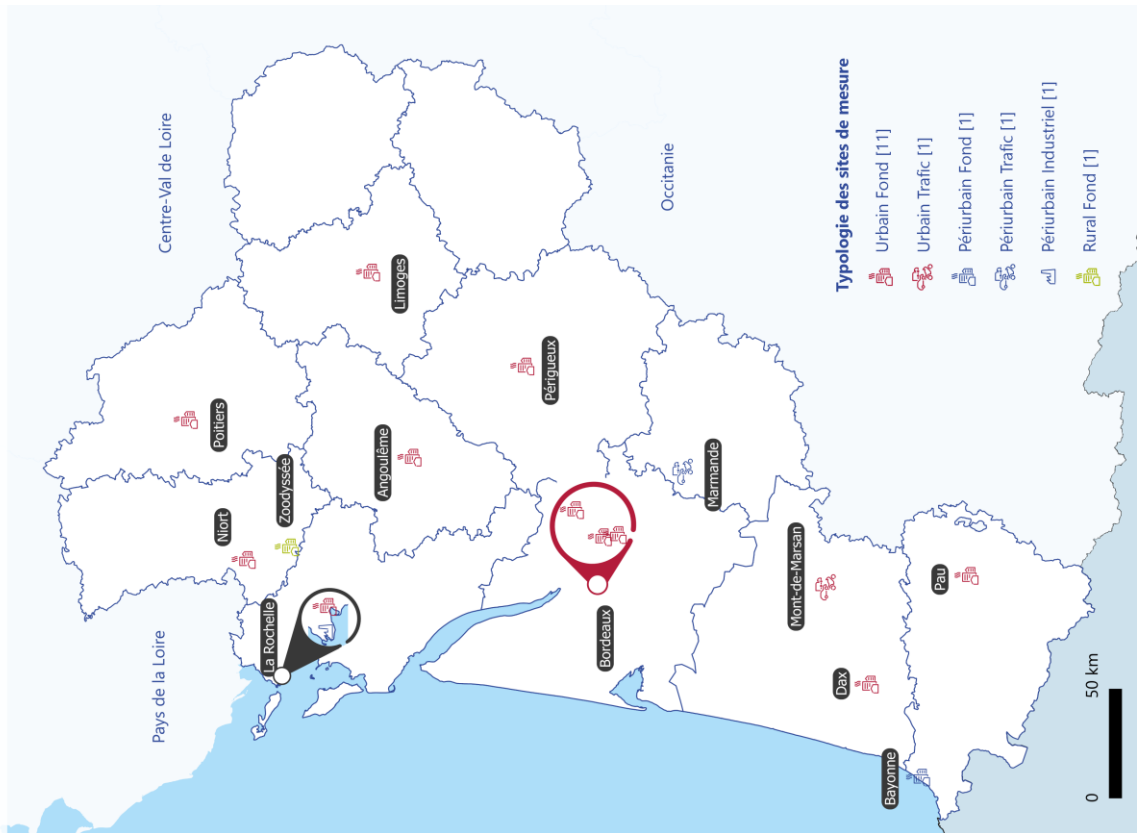 Pays de la Loire
Centre-Val de Loire
Occitanie
La Rochelle
Niort
Zoodyssée
Poitiers
Angoulême
Limoges
Périgueux
Bordeaux
Marmande
Mont-de-Marsan
Dax
Bayonne
Pau
0
50 km
Typologie des sites de mesure
Urbain Fond [11]
Urbain Trafic [1]
Périurbain Fond [1]
Périurbain Trafic [1]
Périurbain Industriel [1]
Rural Fond [1]